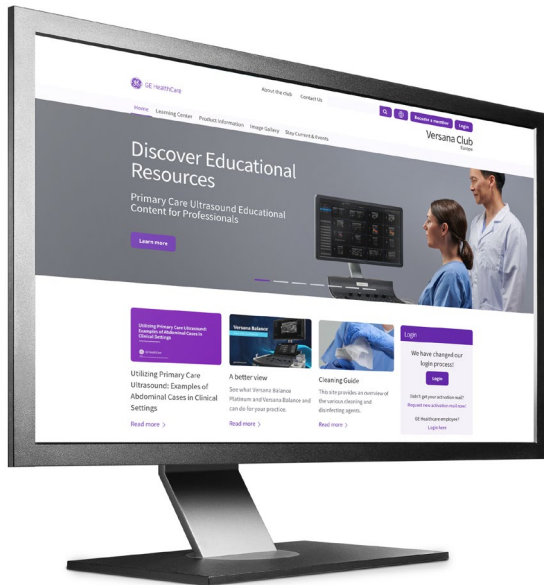 GE HealthCare
About the club Contact Us
Become a member Login
Home Learning Center Product Information Image Gallery Stay Current & Events
Versana Club
Europe
Discover Educational
Resources
Primary Care Ultrasound Educational
Content for Professionals
Learn more
Utilizing Primary Care Ultrasound:
Examples of Abdominal Cases in
Clinical Settings
GE HealthCare
Utilizing Primary Care
Ultrasound: Examples of
Abdominal Cases in Clinical
Settings
Read more >
Versana Balance
A better view
See what Versana Balance
Platinum and Versana Balance and
can do for your practice.
Read more >
Cleaning Guide
This site provides an overview of
the various cleaning and
disinfecting agents.
Read more >
Login
We have changed our
login process!
Login
Didn't get your activation mail?
Request new activation mail now!
GE Healthcare employee?
Login here